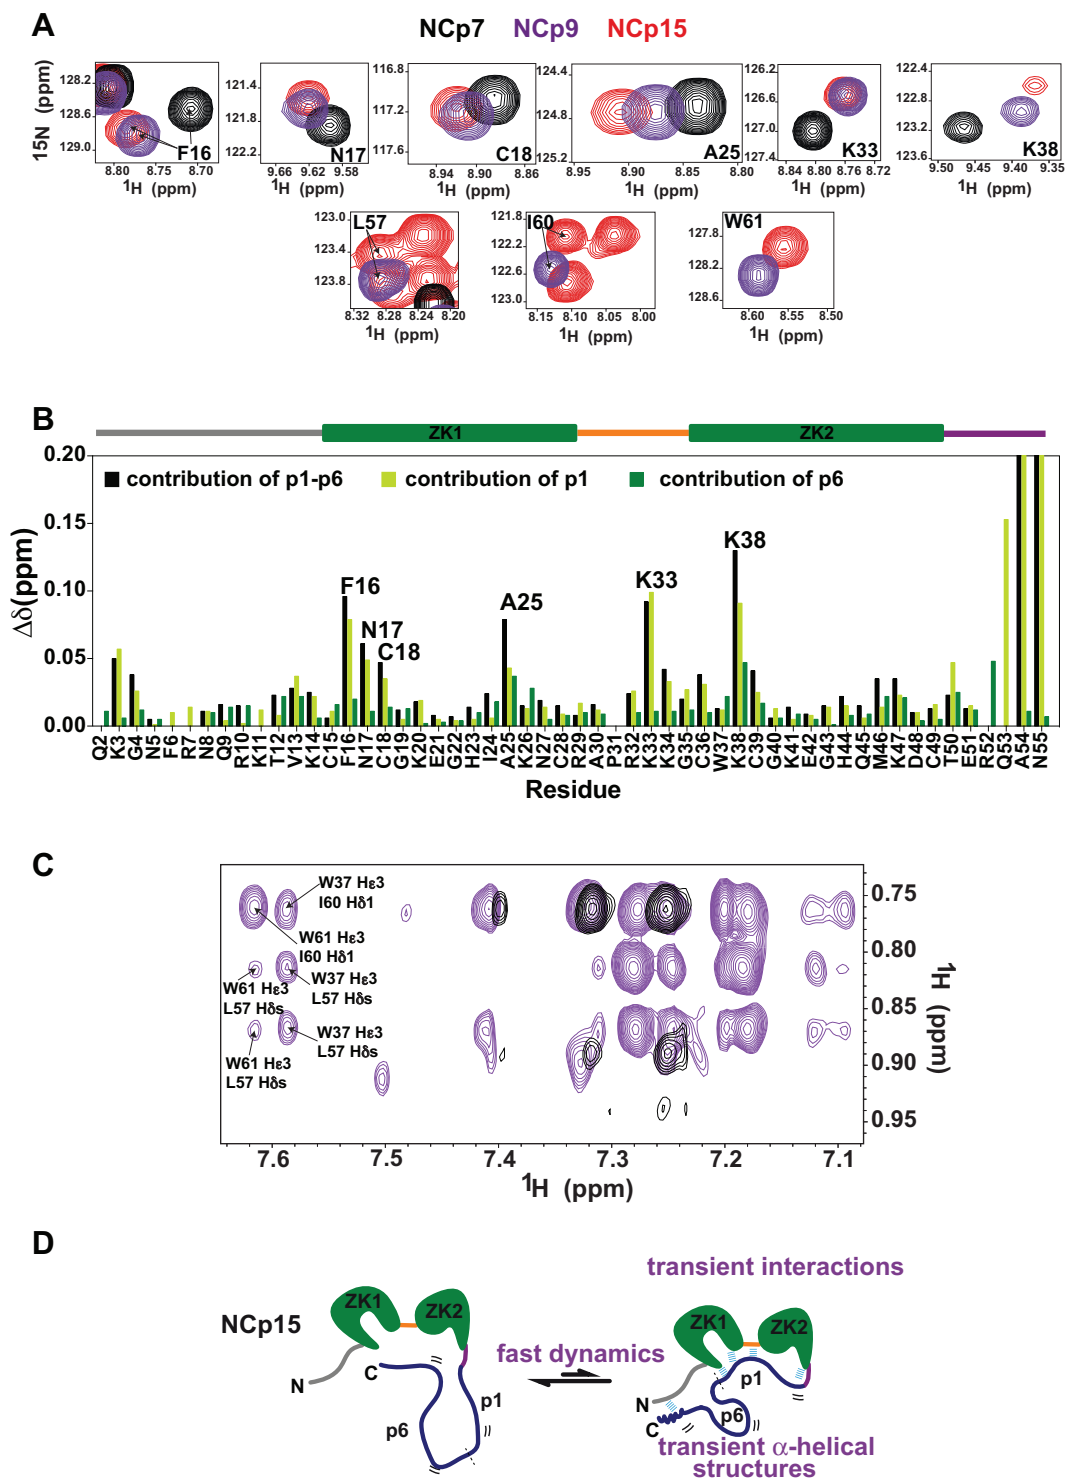 A
NCp7 NCp9 NCp15
15N (ppm)
128.2
128.6
129.0
F16
8.80 8.70
1H (ppm)
121.4
121.8
122.2
N17
9.66 9.62 9.58
1H (ppm)
116.8
117.2
117.6
C18
8.94 8.90 8.86
1H (ppm)
124.4
124.8
125.2
A25
8.95 8.90 8.85 8.80
1H (ppm)
126.2
126.6
127.0
127.4
K33
8.84 8.80 8.76 8.72
1H (ppm)
122.4
122.8
123.2
123.6
K38
9.50 9.45 9.40 9.35
1H (ppm)
123.0
123.4
123.8
L57
8.32 8.28 8.24 8.20
1H (ppm)
121.8
122.2
122.6
123.0
I60
8.15 8.10 8.05 8.00
1H (ppm)
127.8
128.2
128.6
W61
8.60 8.55 8.50
1H (ppm)
B
ZK1 ZK2
0.20
0.15
0.10
0.05
0.00
Δδ(ppm)
contribution of p1-p6 contribution of p1 contribution of p6
F16
N17
C18
A25
K33
K38
Q2 K3 G4 N5 F6 R7 N8 Q9 R10 K11 T12 V13 K14 C15 F16 N17 C18 G19 K20 E21 G22 H23 I24 A25 K26 N27 C28 R29 A30 P31 R32 K33 K34 G35 C36 W37 K38 C39 G40 K41 E42 G43 H44 Q45 M46 K47 D48 C49 T50 E51 R52 Q53 A54 N55
Residue
C
W37 Hε3
I60 Hδ1
W61 Hε3
I60 Hδ1
W61 Hε3
L57 Hδs
W37 Hε3
L57 Hδs
W37 Hε3
L57 Hδs
W61 Hε3
L57 Hδs
0.75
0.80
0.85
0.90
0.95
1H (ppm)
7.6 7.5 7.4 7.3 7.2 7.1
1H (ppm)
D
transient interactions
NCp15
ZK1
ZK2
N
C
p6
p1
fast dynamics
ZK1
ZK2
p1
N
C
p6
transient α-helical
structures